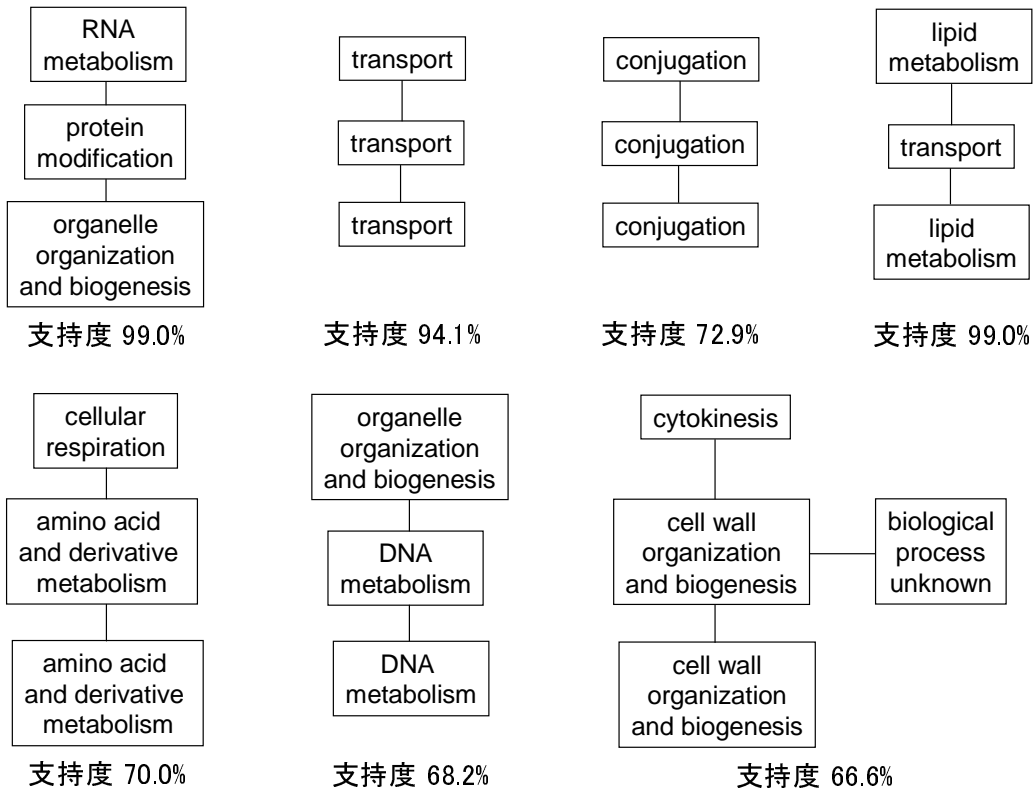 RNA
metabolism
protein
modification
organelle
organization
and biogenesis
支持度 99.0%
transport
transport
transport
支持度 94.1%
conjugation
conjugation
conjugation
支持度 72.9%
lipid
metabolism
transport
lipid
metabolism
支持度 99.0%
cellular
respiration
amino acid
and derivative
metabolism
amino acid
and derivative
metabolism
支持度 70.0%
organelle
organization
and biogenesis
DNA
metabolism
DNA
metabolism
支持度 68.2%
cytokinesis
cell wall
organization
and biogenesis
biological
process
unknown
cell wall
organization
and biogenesis
支持度 66.6%